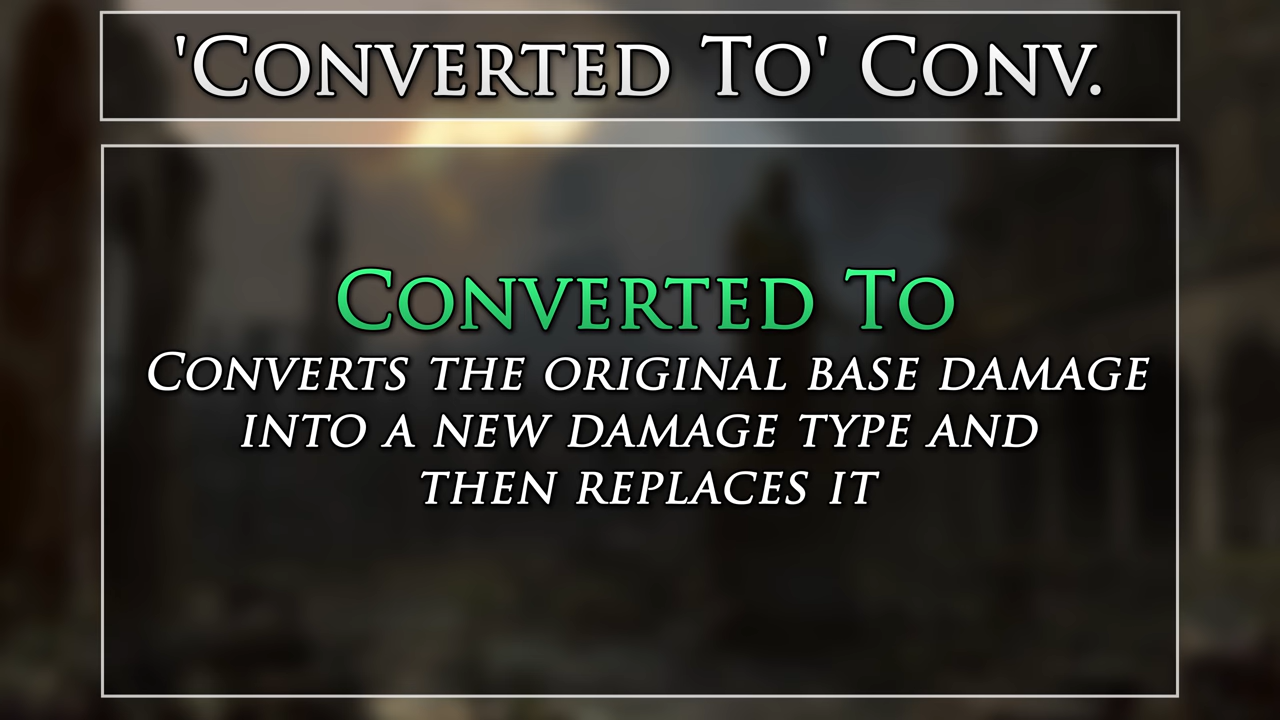 'Converted To' Conv.
Converted To
Converts the original base damage
into a new damage type and
then replaces it